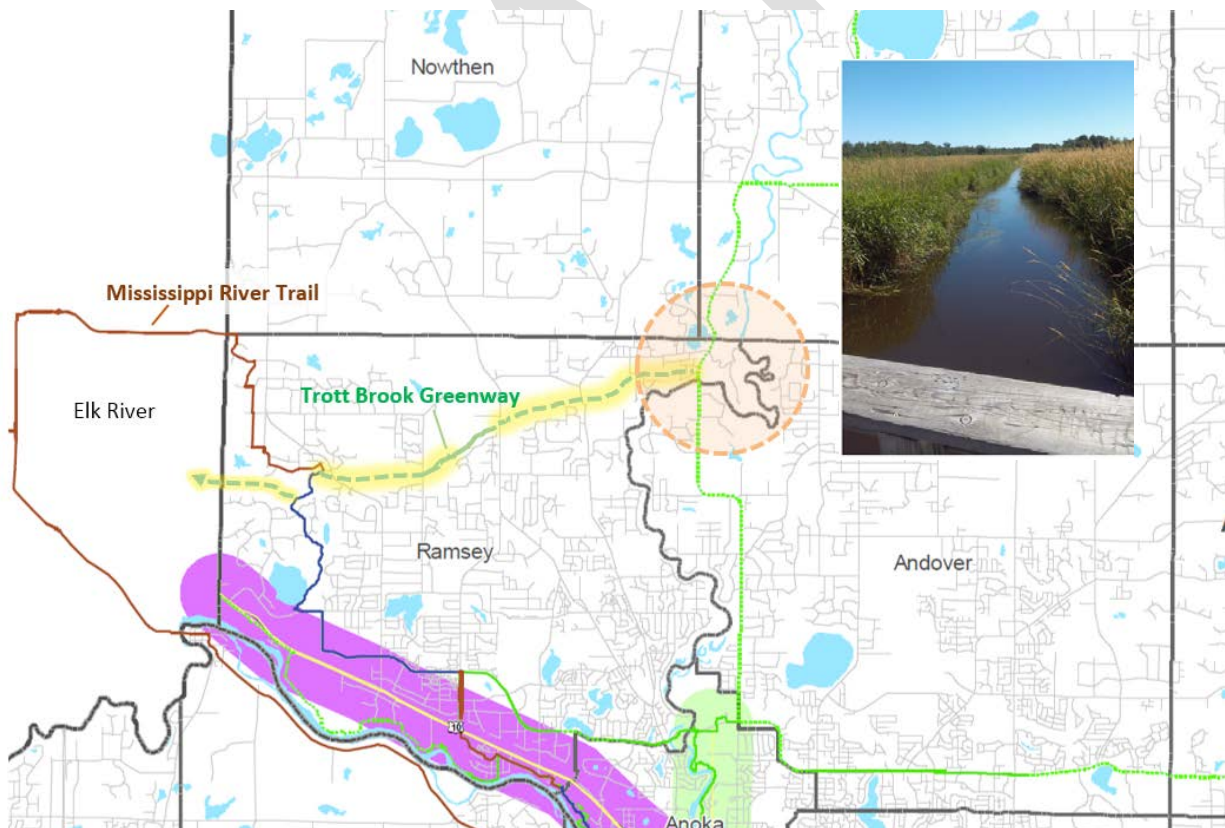 Nowthen
Mississippi River Trail
Elk River
Trott Brook Greenway
Ramsey
Andover
10
Anoka